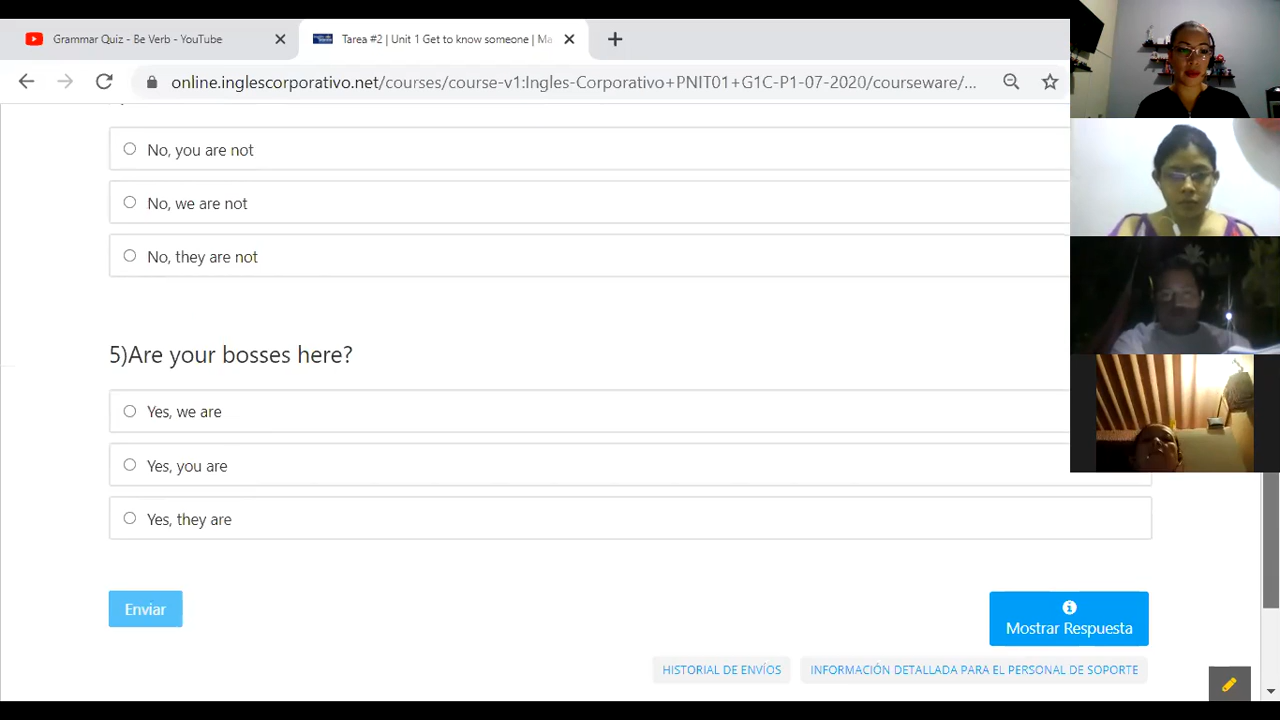 Grammar Quiz - Be Verb - YouTube
Tarea #2 | Unit 1 Get to know someone | Ma
online.inglescorporativo.net/courses/course-v1:Ingles-Corporativo+PNIT01+G1C-P1-07-2020/courseware/...
No, you are not
No, we are not
No, they are not
5)Are your bosses here?
Yes, we are
Yes, you are
Yes, they are
Enviar
Mostrar Respuesta
HISTORIAL DE ENVÍOS
INFORMACIÓN DETALLADA PARA EL PERSONAL DE SOPORTE